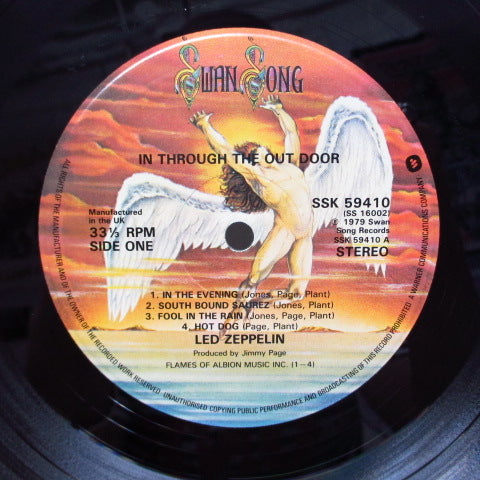 SWAN SONG
IN THROUGH THE OUT DOOR
Manufactured
in the UK
33⅓ RPM
SIDE ONE
SSK 59410
(SS 16002)
℗ 1979 Swan
Song Records
SSK 59410 A
STEREO
1. IN THE EVENING (Jones, Page, Plant)
2. SOUTH BOUND SAUREZ (Jones, Plant)
3. FOOL IN THE RAIN (Jones, Page, Plant)
4. HOT DOG (Page, Plant)
LED ZEPPELIN
Produced by Jimmy Page
FLAMES OF ALBION MUSIC INC. (1–4)
ALL RIGHTS OF THE MANUFACTURER AND OF THE OWNER OF THE RECORDED WORK RESERVED. UNAUTHORISED COPYING PUBLIC PERFORMANCE AND BROADCASTING OF THIS RECORD PROHIBITED. A WARNER COMMUNICATIONS COMPANY